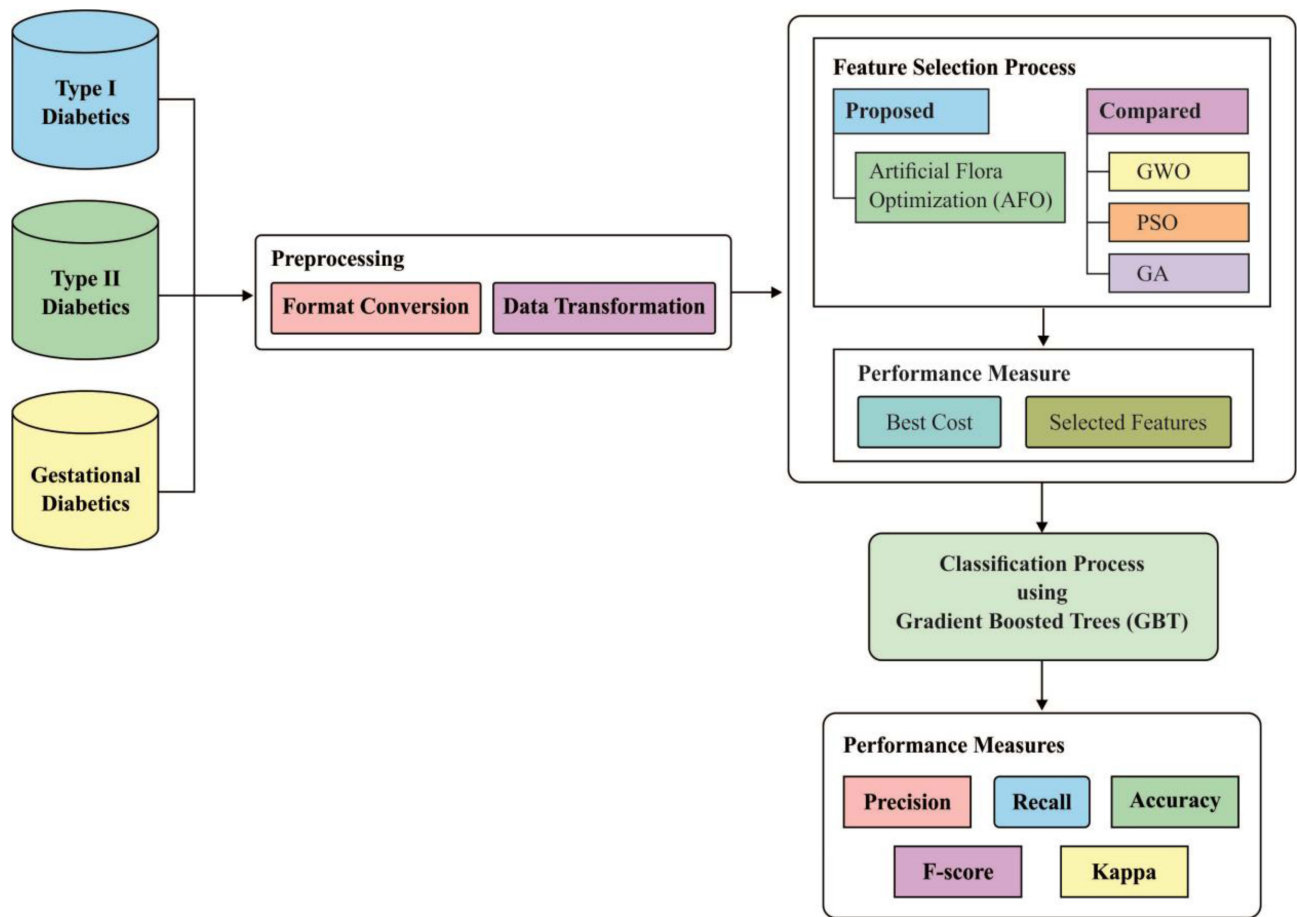 Type I
Diabetics
Type II
Diabetics
Gestational
Diabetics
Preprocessing
Format Conversion
Data Transformation
Feature Selection Process
Proposed
Artificial Flora
Optimization (AFO)
Compared
GWO
PSO
GA
Performance Measure
Best Cost
Selected Features
Classification Process
using
Gradient Boosted Trees (GBT)
Performance Measures
Precision
Recall
Accuracy
F-score
Kappa